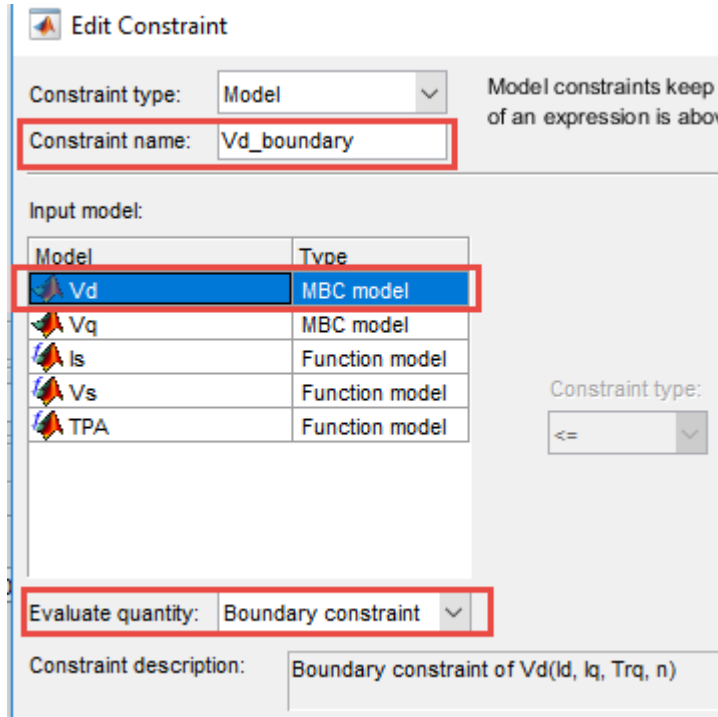 Edit Constraint
Constraint type: Model
Model constraints keep
of an expression is abov
Constraint name: Vd_boundary
Input model:
Model Type
Vd MBC model
Vq MBC model
Is Function model
Vs Function model
TPA Function model
Constraint type:
<=
Evaluate quantity: Boundary constraint
Constraint description: Boundary constraint of Vd(Id, Iq, Trq, n)